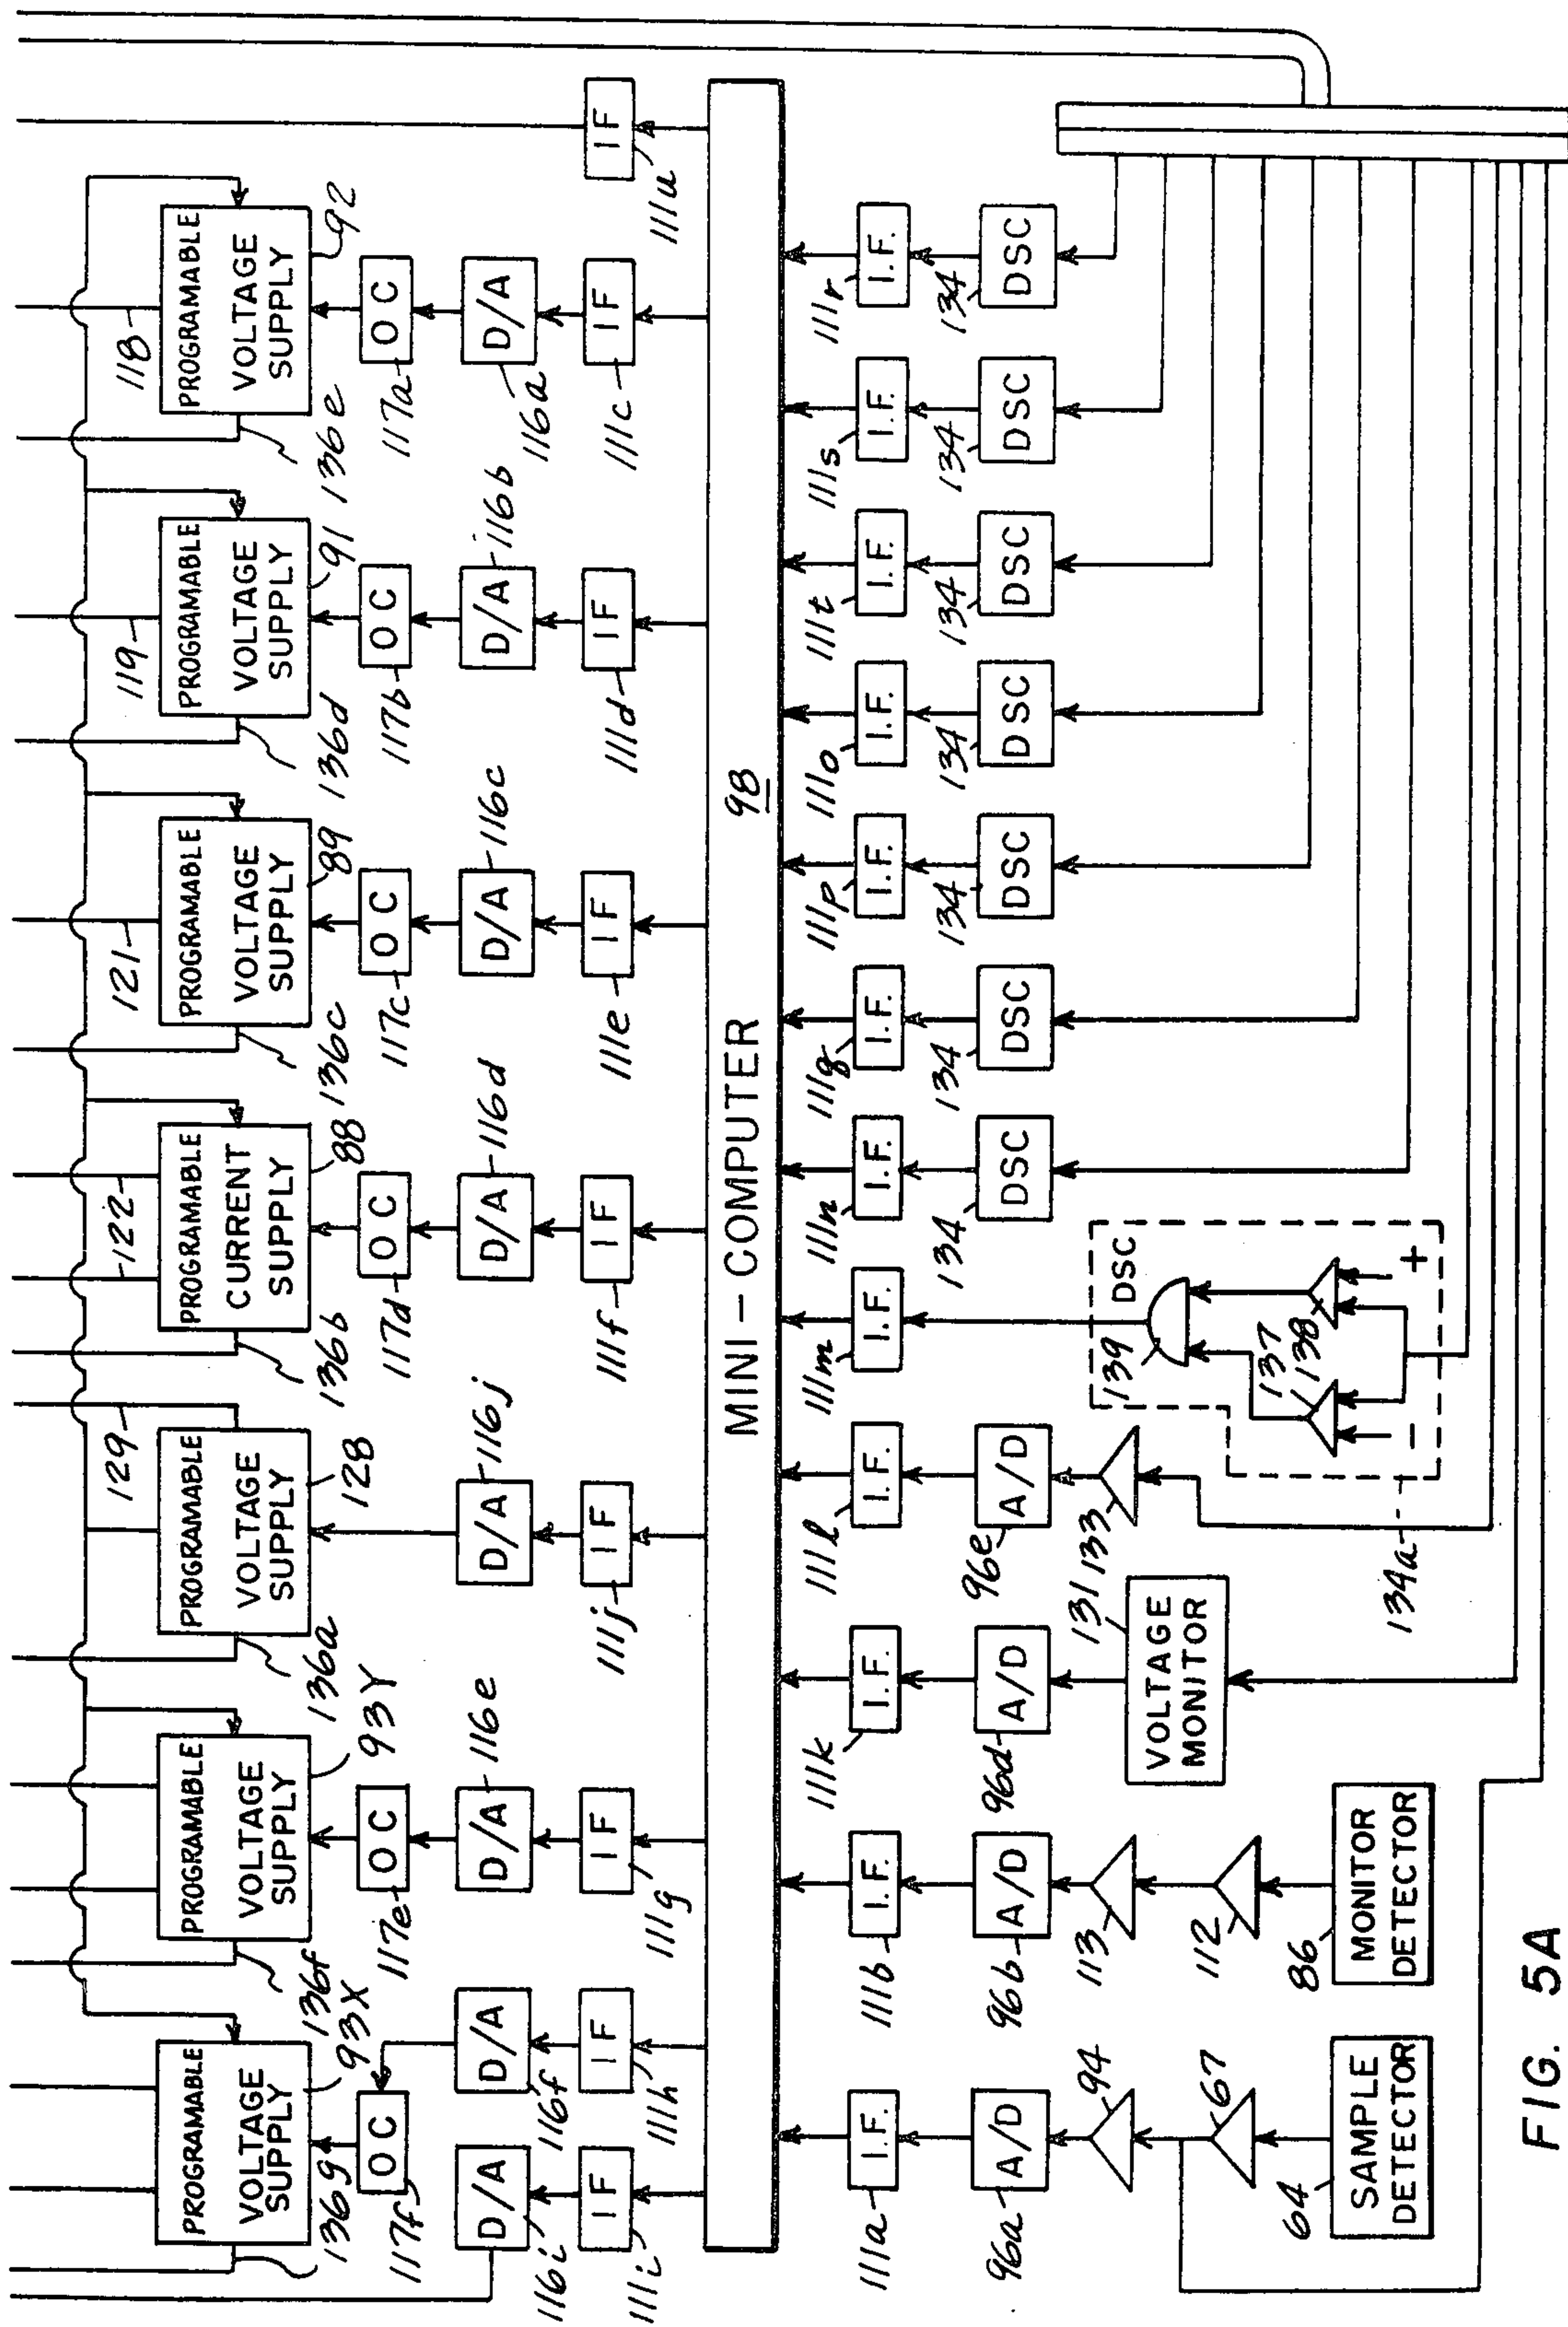 118
119
121
122
129
PROGRAMABLE
VOLTAGE
SUPPLY
92
PROGRAMABLE
VOLTAGE
SUPPLY
91
PROGRAMABLE
VOLTAGE
SUPPLY
89
PROGRAMABLE
CURRENT
SUPPLY
88
PROGRAMABLE
VOLTAGE
SUPPLY
128
PROGRAMABLE
VOLTAGE
SUPPLY
93Y
PROGRAMABLE
VOLTAGE
SUPPLY
93X
136e
136d
136c
136b
136a
136f
136g
OC
117a
OC
117b
OC
117c
OC
117d
OC
117e
OC
117f
D/A
116a
D/A
116b
D/A
116c
D/A
116d
D/A
116j
D/A
116e
D/A
116f
D/A
116i
IF
111u
IF
111c
IF
111d
IF
111e
IF
111f
IF
111j
IF
111g
IF
111h
IF
111i
MINI-COMPUTER
98
I.F.
111r
I.F.
111s
I.F.
111t
I.F.
111o
I.F.
111p
I.F.
111q
I.F.
111n
I.F.
111m
I.F.
111l
I.F.
111k
I.F.
111b
I.F.
111a
DSC
134
DSC
134
DSC
134
DSC
134
DSC
134
DSC
134
DSC
134
DSC
139
137
138
+
−
134a
A/D
96e
133
A/D
96d
VOLTAGE
MONITOR
131
A/D
96b
113
112
MONITOR
DETECTOR
86
A/D
96a
94
67
SAMPLE
DETECTOR
64
FIG. 5A